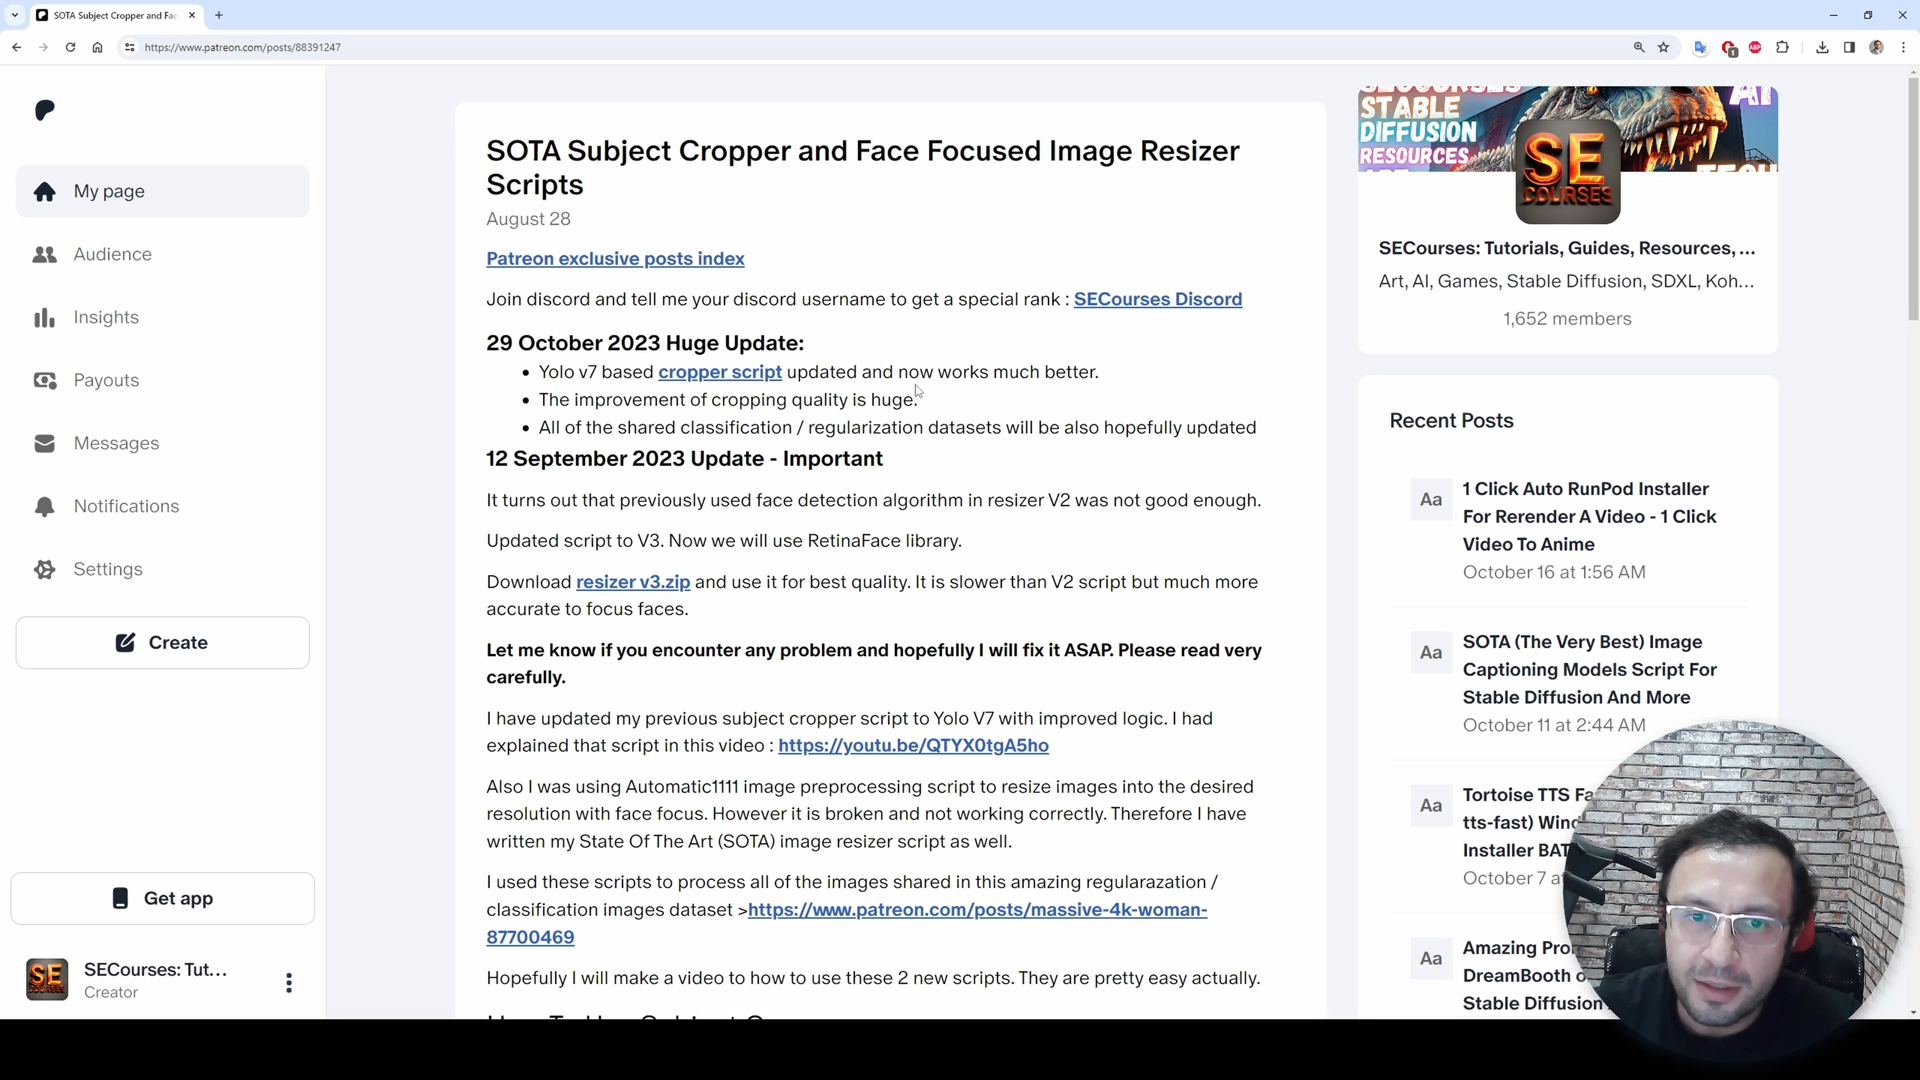 SOTA Subject Cropper and Fac
https://www.patreon.com/posts/88391247
1
ABP
My page
Audience
Insights
Payouts
Messages
Notifications
Settings
Create
Get app
SECourses: Tut...
Creator
SOTA Subject Cropper and Face Focused Image Resizer
Scripts
August 28
Patreon exclusive posts index
Join discord and tell me your discord username to get a special rank : SECourses Discord
29 October 2023 Huge Update:
• Yolo v7 based cropper script updated and now works much better.
• The improvement of cropping quality is huge.
• All of the shared classification / regularization datasets will be also hopefully updated
12 September 2023 Update - Important
It turns out that previously used face detection algorithm in resizer V2 was not good enough.
Updated script to V3. Now we will use RetinaFace library.
Download resizer v3.zip and use it for best quality. It is slower than V2 script but much more
accurate to focus faces.
Let me know if you encounter any problem and hopefully I will fix it ASAP. Please read very
carefully.
I have updated my previous subject cropper script to Yolo V7 with improved logic. I had
explained that script in this video : https://youtu.be/QTYX0tgA5ho
Also I was using Automatic1111 image preprocessing script to resize images into the desired
resolution with face focus. However it is broken and not working correctly. Therefore I have
written my State Of The Art (SOTA) image resizer script as well.
I used these scripts to process all of the images shared in this amazing regularazation /
classification images dataset >https://www.patreon.com/posts/massive-4k-woman-
87700469
Hopefully I will make a video to how to use these 2 new scripts. They are pretty easy actually.
STABLE
DIFFUSION
RESOURCES
AI
SE
COURSES
SECourses: Tutorials, Guides, Resources, ...
Art, AI, Games, Stable Diffusion, SDXL, Koh...
1,652 members
Recent Posts
Aa
1 Click Auto RunPod Installer
For Rerender A Video - 1 Click
Video To Anime
October 16 at 1:56 AM
Aa
SOTA (The Very Best) Image
Captioning Models Script For
Stable Diffusion And More
October 11 at 2:44 AM
Aa
Tortoise TTS Fa
tts-fast) Wind
Installer BAT
October 7 a
Aa
Amazing Pro
DreamBooth o
Stable Diffusion